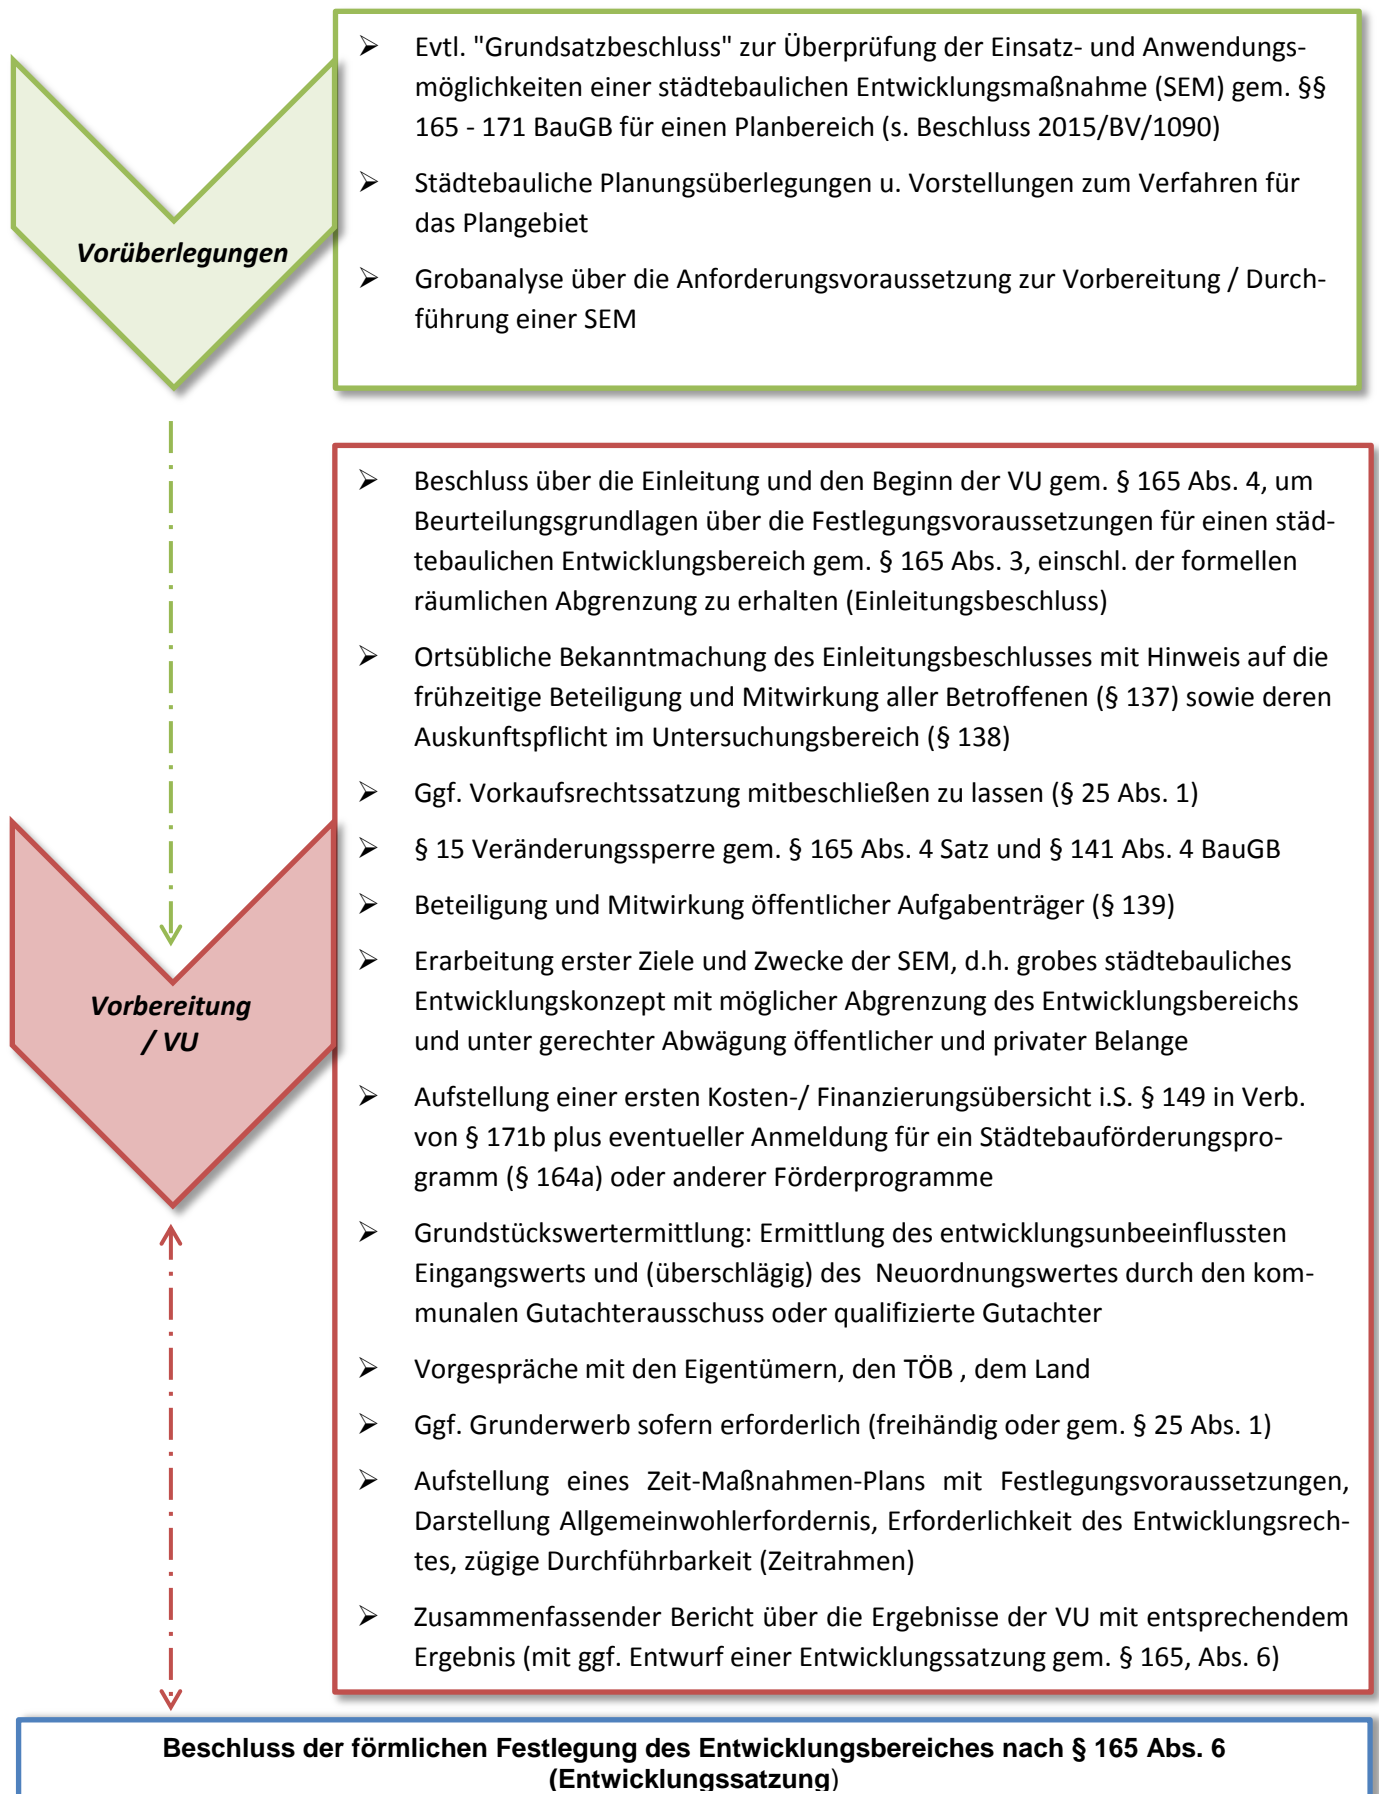 ➢ Evtl. "Grundsatzbeschluss" zur Überprüfung der Einsatz- und Anwendungs-
möglichkeiten einer städtebaulichen Entwicklungsmaßnahme (SEM) gem. §§
165 - 171 BauGB für einen Planbereich (s. Beschluss 2015/BV/1090)
➢ Städtebauliche Planungsüberlegungen u. Vorstellungen zum Verfahren für
das Plangebiet
Vorüberlegungen
➢ Grobanalyse über die Anforderungsvoraussetzung zur Vorbereitung / Durch-
führung einer SEM
➢ Beschluss über die Einleitung und den Beginn der VU gem. § 165 Abs. 4, um
Beurteilungsgrundlagen über die Festlegungsvoraussetzungen für einen städ-
tebaulichen Entwicklungsbereich gem. § 165 Abs. 3, einschl. der formellen
räumlichen Abgrenzung zu erhalten (Einleitungsbeschluss)
➢ Ortsübliche Bekanntmachung des Einleitungsbeschlusses mit Hinweis auf die
frühzeitige Beteiligung und Mitwirkung aller Betroffenen (§ 137) sowie deren
Auskunftspflicht im Untersuchungsbereich (§ 138)
➢ Ggf. Vorkaufsrechtssatzung mitbeschließen zu lassen (§ 25 Abs. 1)
➢ § 15 Veränderungssperre gem. § 165 Abs. 4 Satz und § 141 Abs. 4 BauGB
➢ Beteiligung und Mitwirkung öffentlicher Aufgabenträger (§ 139)
➢ Erarbeitung erster Ziele und Zwecke der SEM, d.h. grobes städtebauliches
Entwicklungskonzept mit möglicher Abgrenzung des Entwicklungsbereichs
und unter gerechter Abwägung öffentlicher und privater Belange
Vorbereitung
/ VU
➢ Aufstellung einer ersten Kosten-/ Finanzierungsübersicht i.S. § 149 in Verb.
von § 171b plus eventueller Anmeldung für ein Städtebauförderungspro-
gramm (§ 164a) oder anderer Förderprogramme
➢ Grundstückswertermittlung: Ermittlung des entwicklungsunbeeinflussten
Eingangswerts und (überschlägig) des Neuordnungswertes durch den kom-
munalen Gutachterausschuss oder qualifizierte Gutachter
➢ Vorgespräche mit den Eigentümern, den TÖB , dem Land
➢ Ggf. Grunderwerb sofern erforderlich (freihändig oder gem. § 25 Abs. 1)
➢ Aufstellung eines Zeit-Maßnahmen-Plans mit Festlegungsvoraussetzungen,
Darstellung Allgemeinwohlerfordernis, Erforderlichkeit des Entwicklungsrech-
tes, zügige Durchführbarkeit (Zeitrahmen)
➢ Zusammenfassender Bericht über die Ergebnisse der VU mit entsprechendem
Ergebnis (mit ggf. Entwurf einer Entwicklungssatzung gem. § 165, Abs. 6)
Beschluss der förmlichen Festlegung des Entwicklungsbereiches nach § 165 Abs. 6
(Entwicklungssatzung)